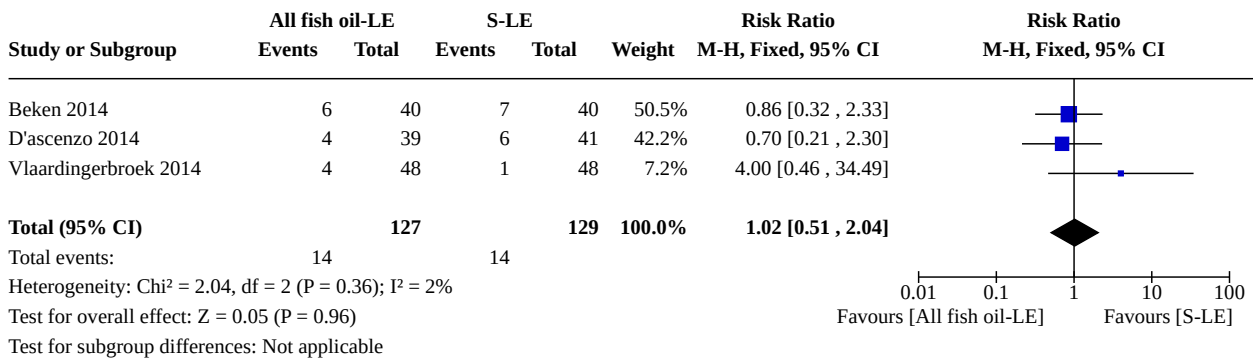 All fish oil-LE S-LE Risk Ratio Risk Ratio
Study or Subgroup Events Total Events Total Weight M-H, Fixed, 95% CI M-H, Fixed, 95% CI
Beken 2014 6 40 7 40 50.5% 0.86 [0.32 , 2.33]
D'ascenzo 2014 4 39 6 41 42.2% 0.70 [0.21 , 2.30]
Vlaardingerbroek 2014 4 48 1 48 7.2% 4.00 [0.46 , 34.49]
Total (95% CI) 127 129 100.0% 1.02 [0.51 , 2.04]
Total events: 14 14
Heterogeneity: Chi² = 2.04, df = 2 (P = 0.36); I² = 2%
0.01 0.1 1 10 100
Test for overall effect: Z = 0.05 (P = 0.96) Favours [All fish oil-LE] Favours [S-LE]
Test for subgroup differences: Not applicable